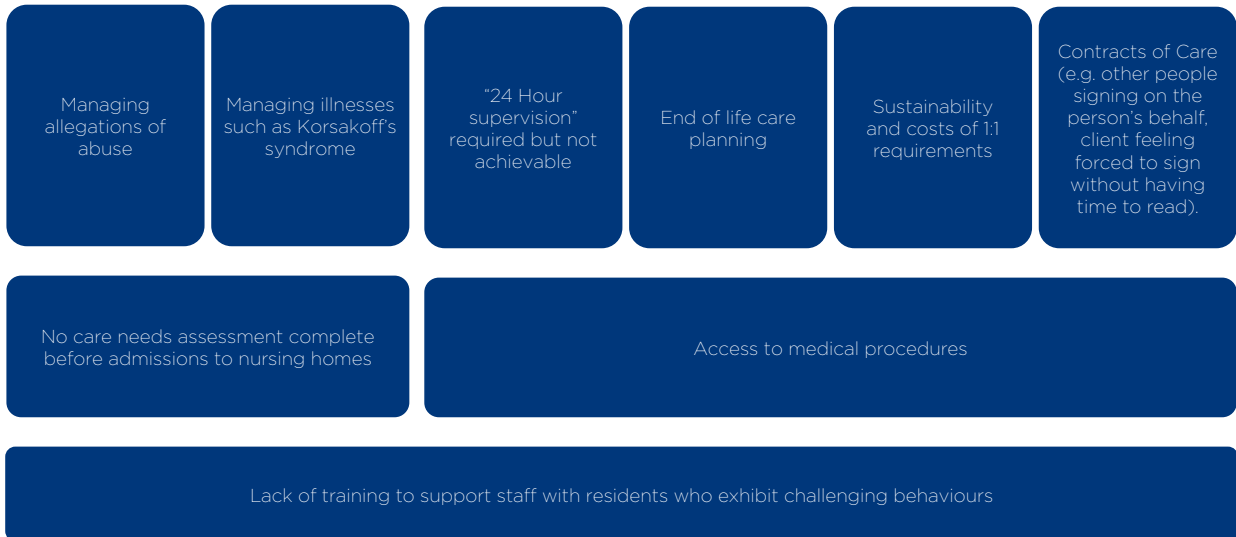 Managing
allegations of
abuse
Managing illnesses
such as Korsakoff's
syndrome
“24 Hour
supervision”
required but not
achievable
End of life care
planning
Sustainability
and costs of 1:1
requirements
Contracts of Care
(e.g. other people
signing on the
person’s behalf,
client feeling
forced to sign
without having
time to read).
No care needs assessment complete
before admissions to nursing homes
Access to medical procedures
Lack of training to support staff with residents who exhibit challenging behaviours